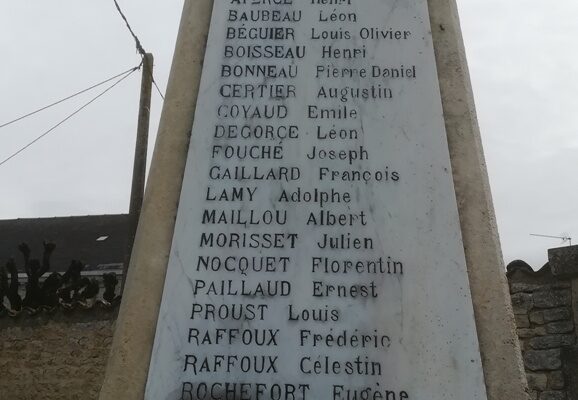 APERCÉ Henri
BAUBEAU Léon
BÉGUIER Louis Olivier
BOISSEAU Henri
BONNEAU Pierre Daniel
CERTIER Augustin
COYAUD Emile
DEGORCE Léon
FOUCHÉ Joseph
GAILLARD François
LAMY Adolphe
MAILLOU Albert
MORISSET Julien
NOCQUET Florentin
PAILLAUD Ernest
PROUST Louis
RAFFOUX Frédéric
RAFFOUX Célestin
ROCHEFORT Eugène